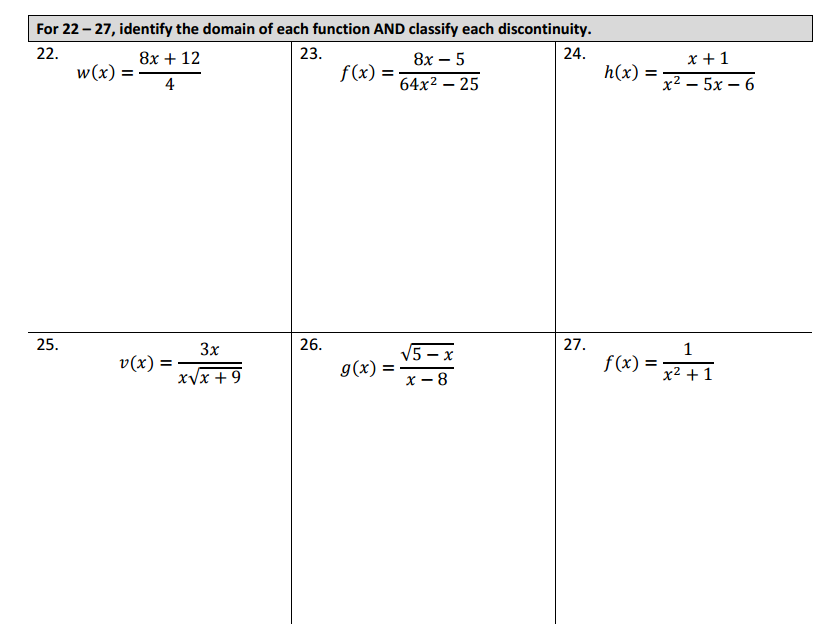 For 22 – 27, identify the domain of each function AND classify each discontinuity.
22.
w(x) = (8x + 12)/4
23.
f(x) = (8x − 5)/(64x² − 25)
24.
h(x) = (x + 1)/(x² − 5x − 6)
25.
v(x) = 3x/(x√(x + 9))
26.
g(x) = √(5 − x)/(x − 8)
27.
f(x) = 1/(x² + 1)